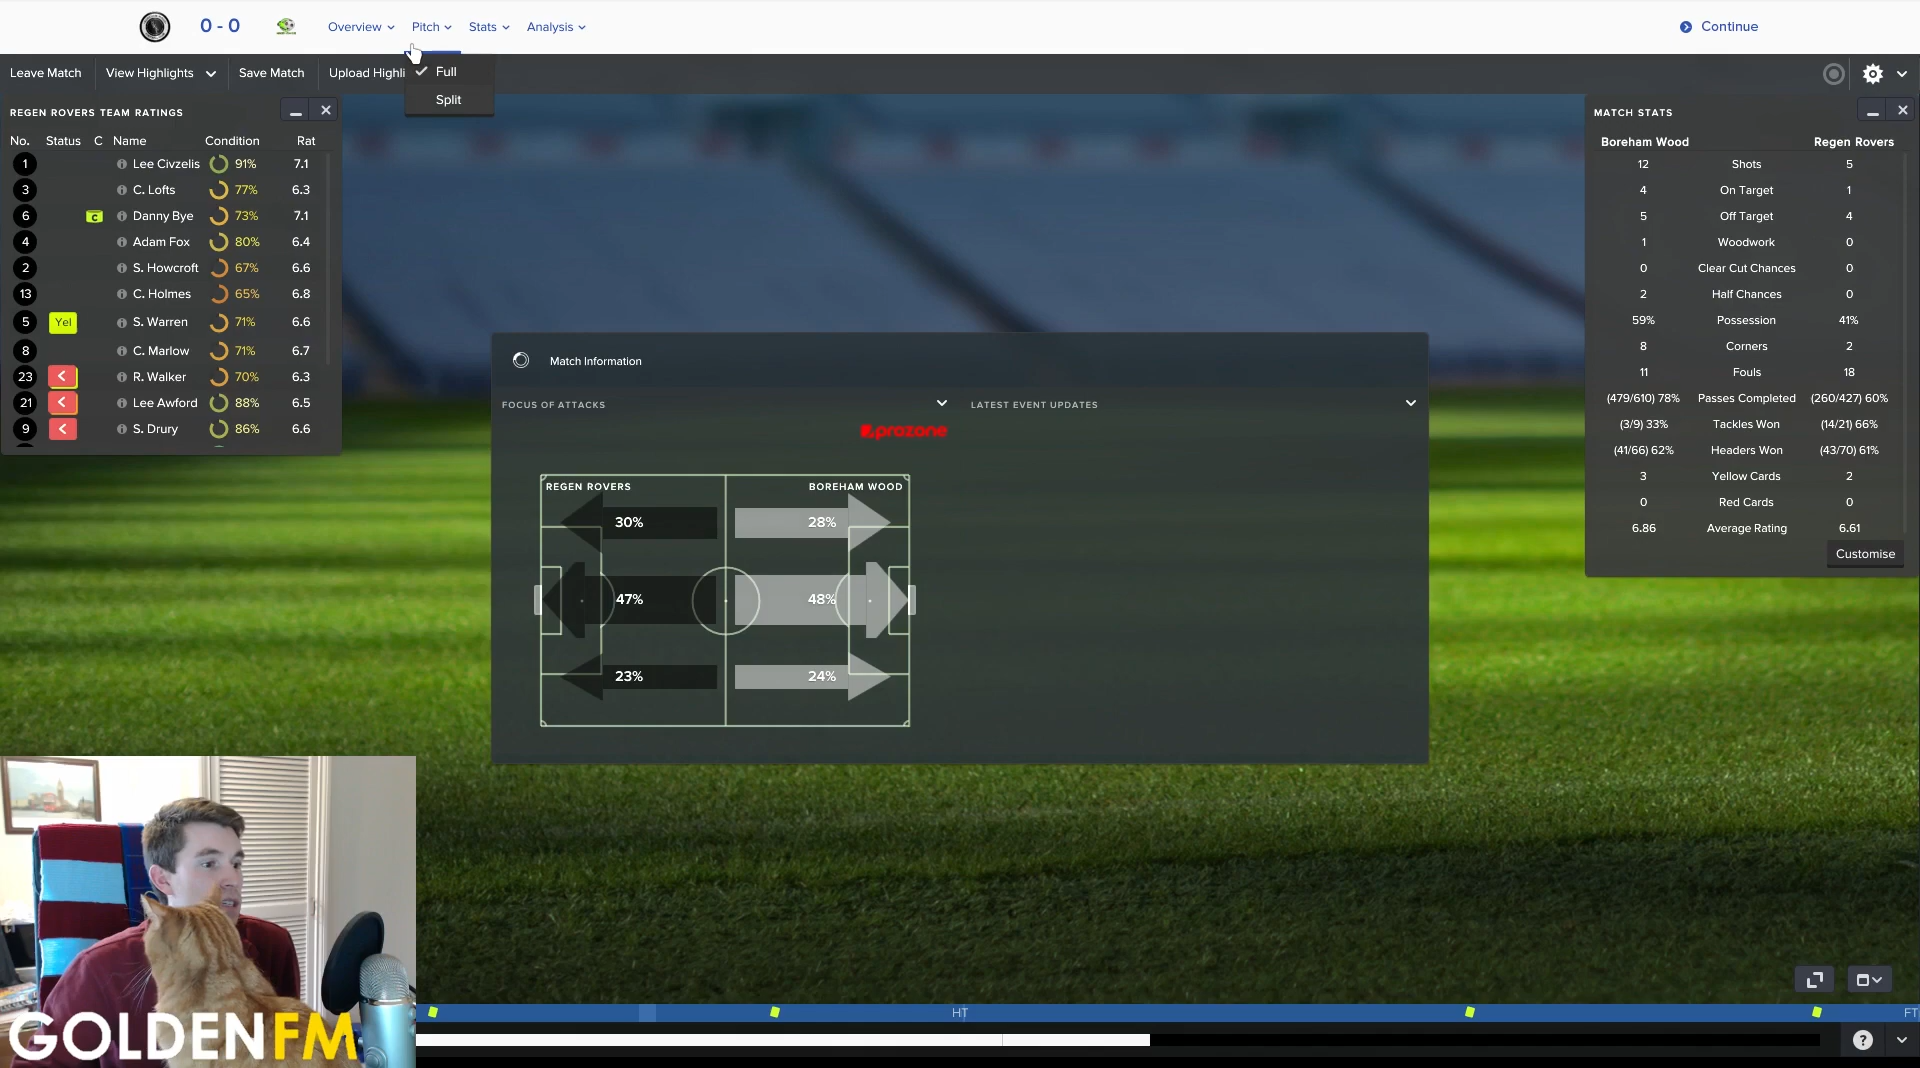 0 - 0
Overview
Pitch
Stats
Analysis
Continue
Leave Match
View Highlights
Save Match
Upload Highli
Full
Split
REGEN ROVERS TEAM RATINGS
No. Status C Name Condition Rat
1 Lee Civzelis 91% 7.1
3 C. Lofts 77% 6.3
6 C Danny Bye 73% 7.1
4 Adam Fox 80% 6.4
2 S. Howcroft 67% 6.6
13 C. Holmes 65% 6.8
5 Yel S. Warren 71% 6.6
8 C. Marlow 71% 6.7
23 R. Walker 70% 6.3
21 Lee Awford 88% 6.5
9 S. Drury 86% 6.6
Match Information
FOCUS OF ATTACKS
LATEST EVENT UPDATES
prozone
REGEN ROVERS BOREHAM WOOD
30% 28%
47% 48%
23% 24%
MATCH STATS
Boreham Wood Regen Rovers
12 Shots 5
4 On Target 1
5 Off Target 4
1 Woodwork 0
0 Clear Cut Chances 0
2 Half Chances 0
59% Possession 41%
8 Corners 2
11 Fouls 18
(479/610) 78% Passes Completed (260/427) 60%
(3/9) 33% Tackles Won (14/21) 66%
(41/66) 62% Headers Won (43/70) 61%
3 Yellow Cards 2
0 Red Cards 0
6.86 Average Rating 6.61
Customise
GOLDENFM
HT
FT
?